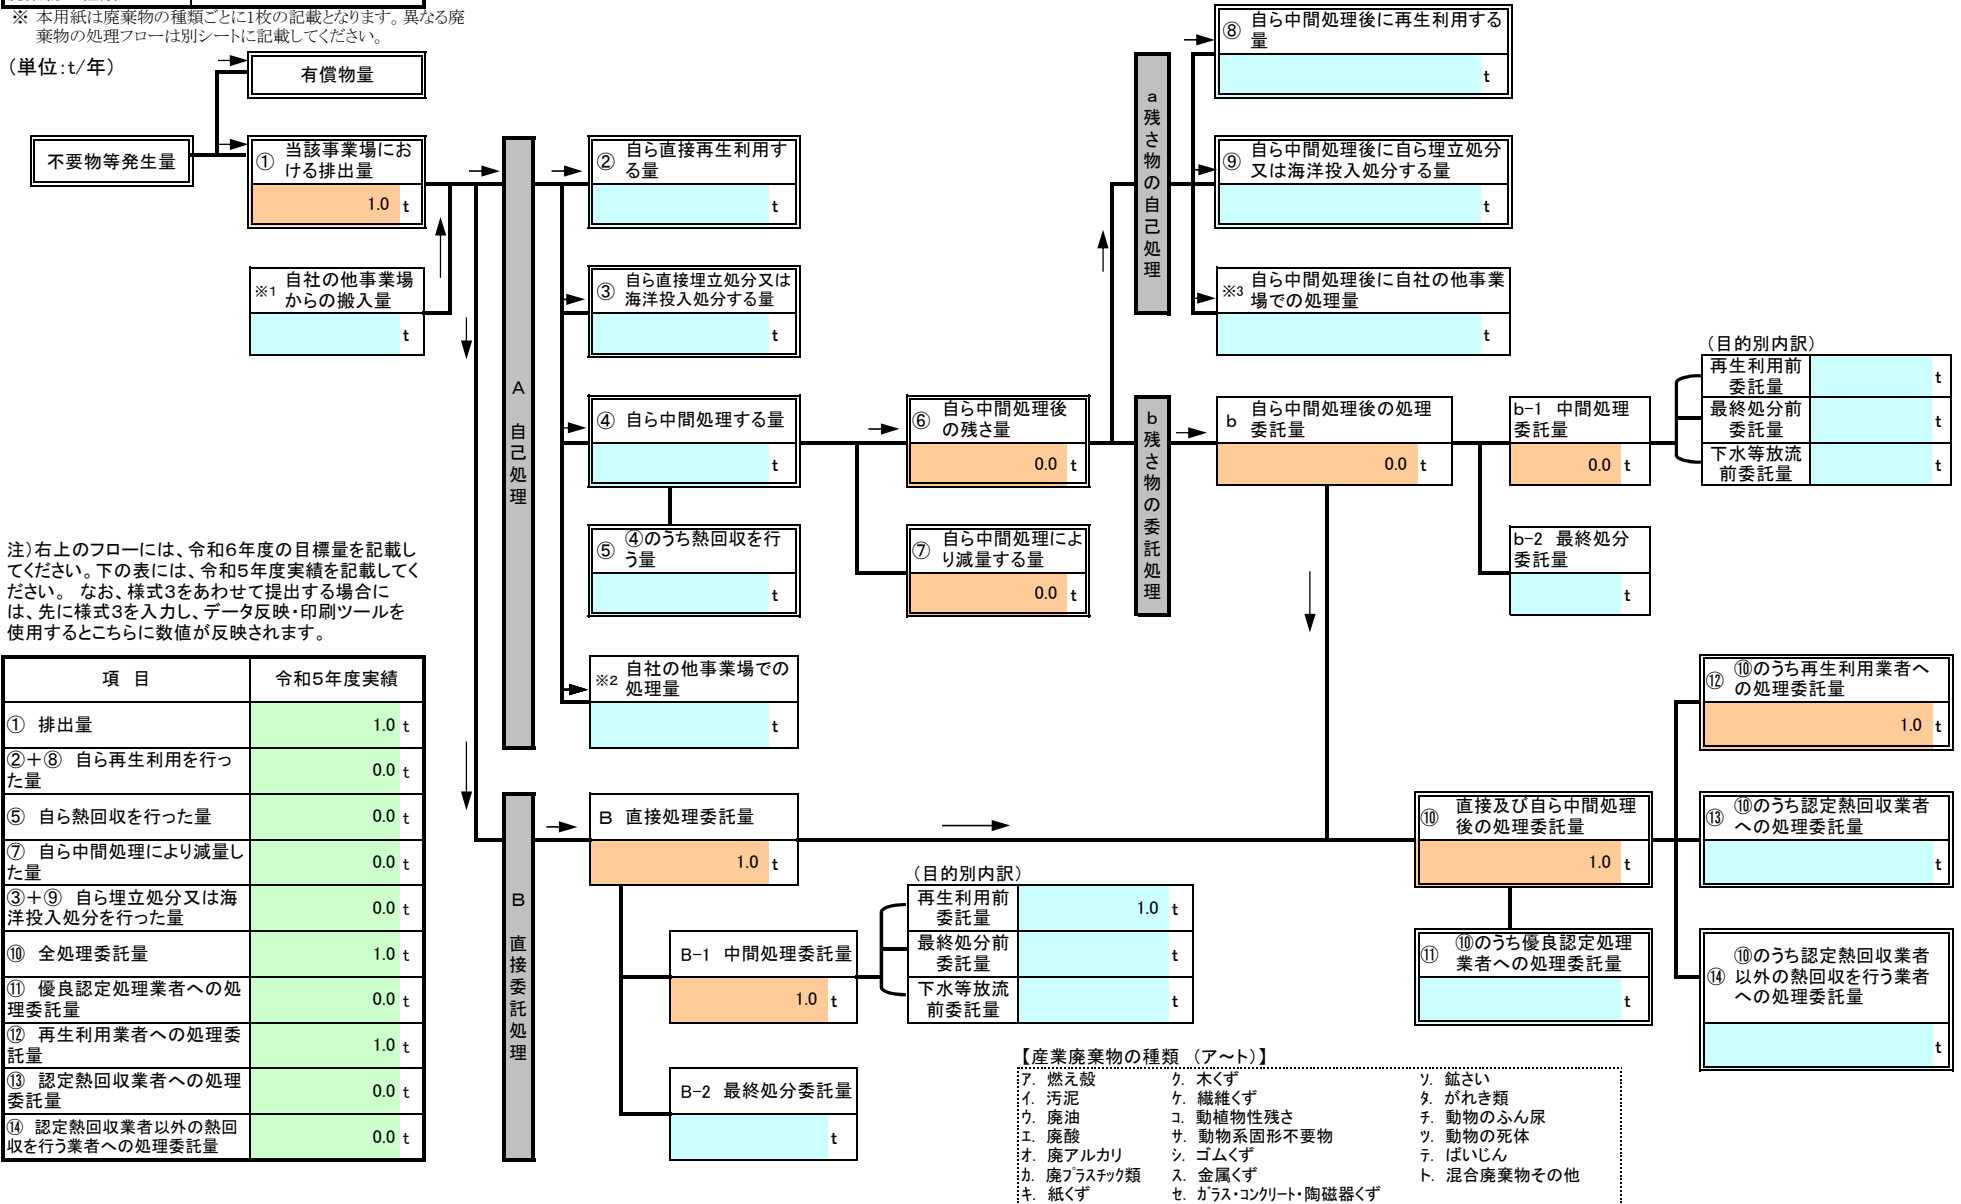 ※ 本用紙は廃棄物の種類ごとに1枚の記載となります。異なる廃
棄物の処理フローは別シートに記載してください。
(単位:t/年)
有償物量
不要物等発生量
① 当該事業場にお
ける排出量
1.0 t
※1 自社の他事業場
からの搬入量
t
A 自己処理
② 自ら直接再生利用す
る量
t
③ 自ら直接埋立処分又は
海洋投入処分する量
t
④ 自ら中間処理する量
t
⑤ ④のうち熱回収を行
う量
t
※2 自社の他事業場での
処理量
t
⑥ 自ら中間処理後
の残さ量
0.0 t
⑦ 自ら中間処理によ
り減量する量
0.0 t
a残さ物の自己処理
⑧ 自ら中間処理後に再生利用する
量
t
⑨ 自ら中間処理後に自ら埋立処分
又は海洋投入処分する量
t
※3 自ら中間処理後に自社の他事業
場での処理量
t
b残さ物の委託処理
b 自ら中間処理後の処理
委託量
0.0 t
b-1 中間処理
委託量
0.0 t
b-2 最終処分
委託量
t
(目的別内訳)
再生利用前
委託量
t
最終処分前
委託量
t
下水等放流
前委託量
t
注)右上のフローには、令和6年度の目標量を記載し
てください。下の表には、令和5年度実績を記載してく
ださい。 なお、様式3をあわせて提出する場合に
は、先に様式3を入力し、データ反映・印刷ツールを
使用するとこちらに数値が反映されます。
項 目 令和5年度実績
① 排出量 1.0 t
②+⑧ 自ら再生利用を行っ
た量 0.0 t
⑤ 自ら熱回収を行った量 0.0 t
⑦ 自ら中間処理により減量し
た量 0.0 t
③+⑨ 自ら埋立処分又は海
洋投入処分を行った量 0.0 t
⑩ 全処理委託量 1.0 t
⑪ 優良認定処理業者への処
理委託量 0.0 t
⑫ 再生利用業者への処理委
託量 1.0 t
⑬ 認定熱回収業者への処理
委託量 0.0 t
⑭ 認定熱回収業者以外の熱回
収を行う業者への処理委託量 0.0 t
B 直接委託処理
B 直接処理委託量
1.0 t
B-1 中間処理委託量
1.0 t
B-2 最終処分委託量
t
(目的別内訳)
再生利用前
委託量
1.0 t
最終処分前
委託量
t
下水等放流
前委託量
t
⑩ 直接及び自ら中間処理
後の処理委託量
1.0 t
⑪ ⑩のうち優良認定処理
業者への処理委託量
t
⑫ ⑩のうち再生利用業者へ
の処理委託量
1.0 t
⑬ ⑩のうち認定熱回収業者
への処理委託量
t
⑭ ⑩のうち認定熱回収業者
以外の熱回収を行う業者
への処理委託量
t
【産業廃棄物の種類 (ア~ト)】
ア. 燃え殻 ク. 木くず ソ. 鉱さい
イ. 汚泥 ケ. 繊維くず タ. がれき類
ウ. 廃油 コ. 動植物性残さ チ. 動物のふん尿
エ. 廃酸 サ. 動物系固形不要物 ツ. 動物の死体
オ. 廃アルカリ シ. ゴムくず テ. ばいじん
カ. 廃プラスチック類 ス. 金属くず ト. 混合廃棄物その他
キ. 紙くず セ. ガラス・コンクリート・陶磁器くず